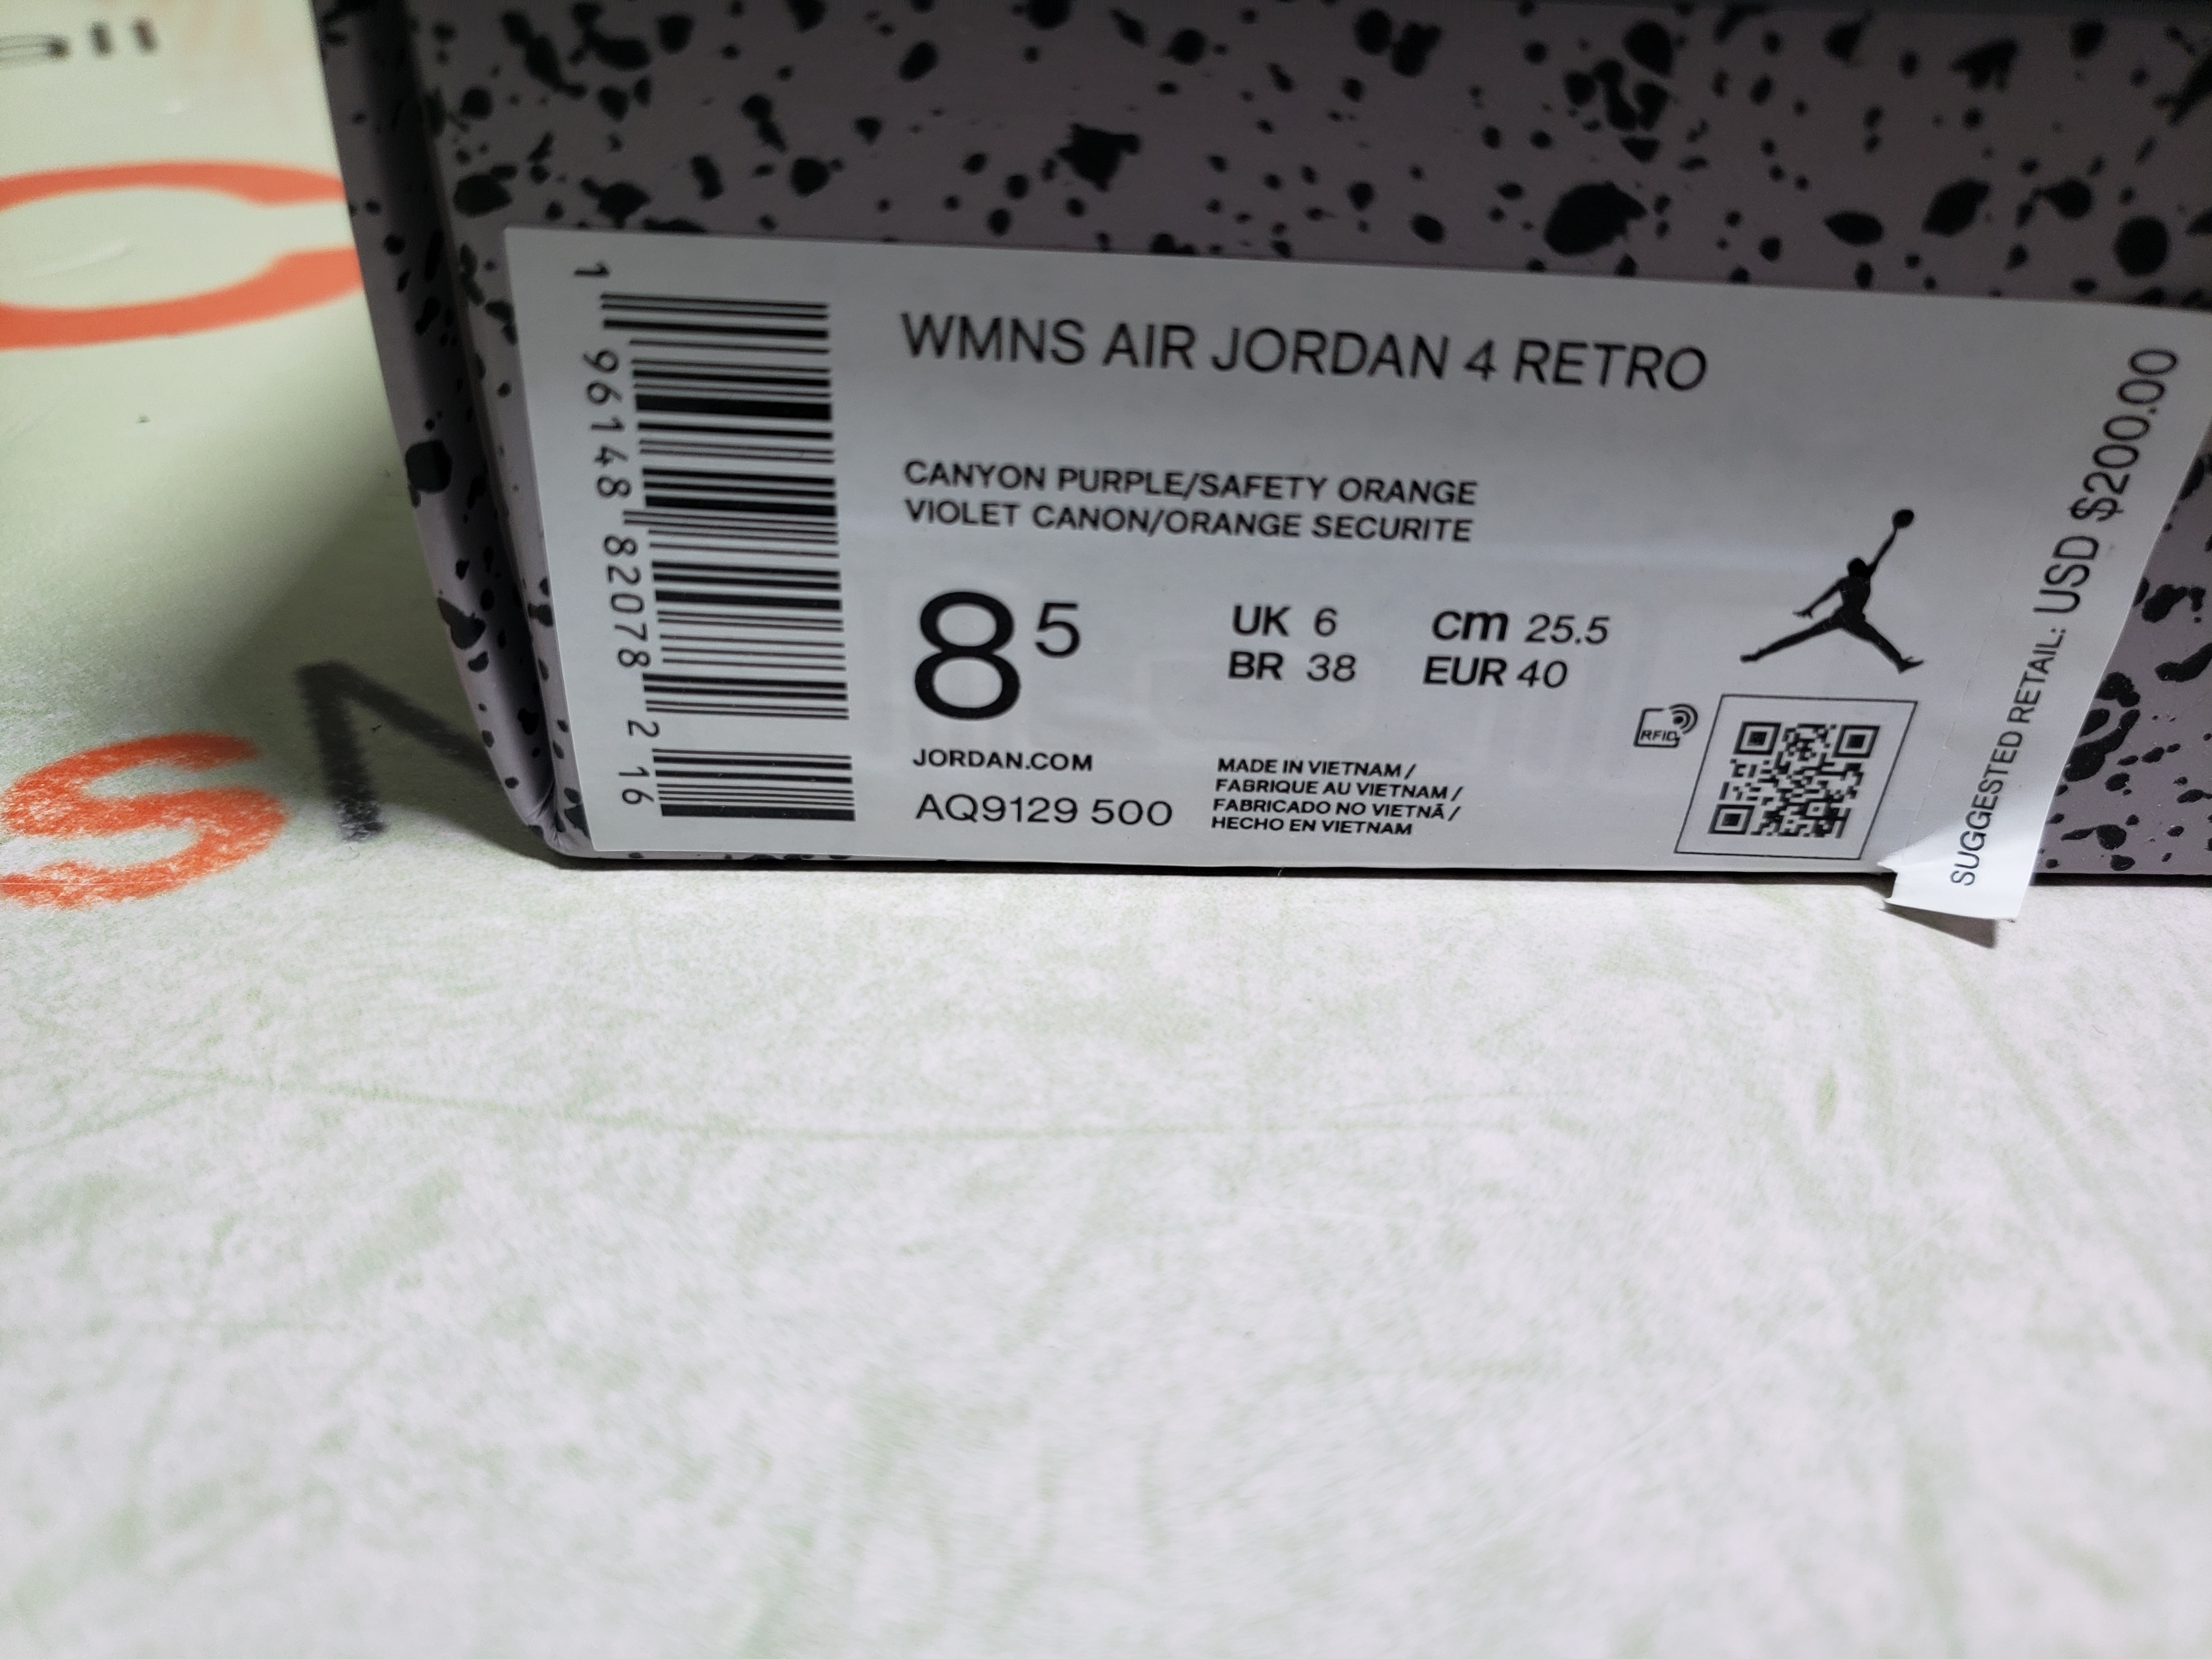 WMNS AIR JORDAN 4 RETRO
CANYON PURPLE/SAFETY ORANGE
VIOLET CANON/ORANGE SECURITE
8 5
UK 6 cm 25.5
BR 38 EUR 40
JORDAN.COM
AQ9129 500
MADE IN VIETNAM /
FABRIQUE AU VIETNAM /
FABRICADO NO VIETNÃ /
HECHO EN VIETNAM
RFID
SUGGESTED RETAIL: USD $200.00
1 96148 82078 2 16